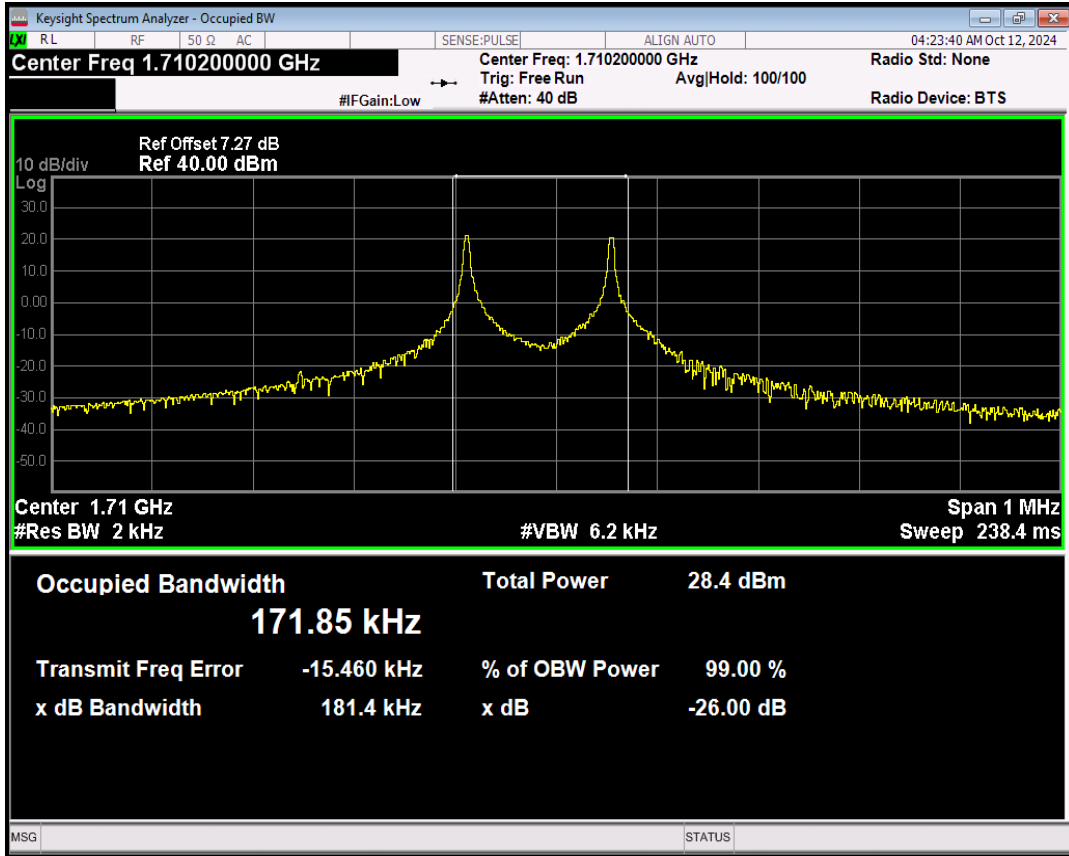 Keysight Spectrum Analyzer - Occupied BW
LXI RL RF 50 Ω AC SENSE:PULSE ALIGN AUTO 04:23:40 AM Oct 12, 2024
Center Freq 1.710200000 GHz
Center Freq: 1.710200000 GHz
Radio Std: None
Trig: Free Run
Avg|Hold: 100/100
#IFGain:Low
#Atten: 40 dB
Radio Device: BTS
Ref Offset 7.27 dB
10 dB/div Ref 40.00 dBm
Log
30.0
20.0
10.0
0.00
-10.0
-20.0
-30.0
-40.0
-50.0
Center 1.71 GHz Span 1 MHz
#Res BW 2 kHz #VBW 6.2 kHz Sweep 238.4 ms
Occupied Bandwidth Total Power 28.4 dBm
171.85 kHz
Transmit Freq Error -15.460 kHz % of OBW Power 99.00 %
x dB Bandwidth 181.4 kHz x dB -26.00 dB
MSG STATUS